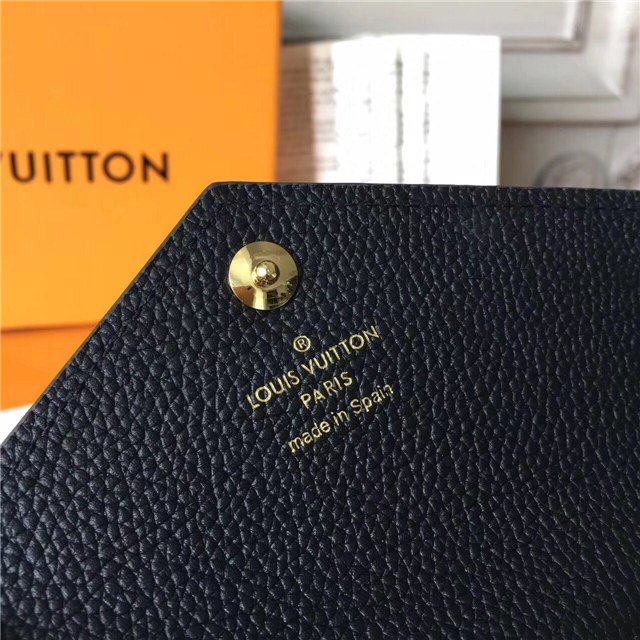 VUITTON
®
LOUIS VUITTON
PARIS
made in Spain